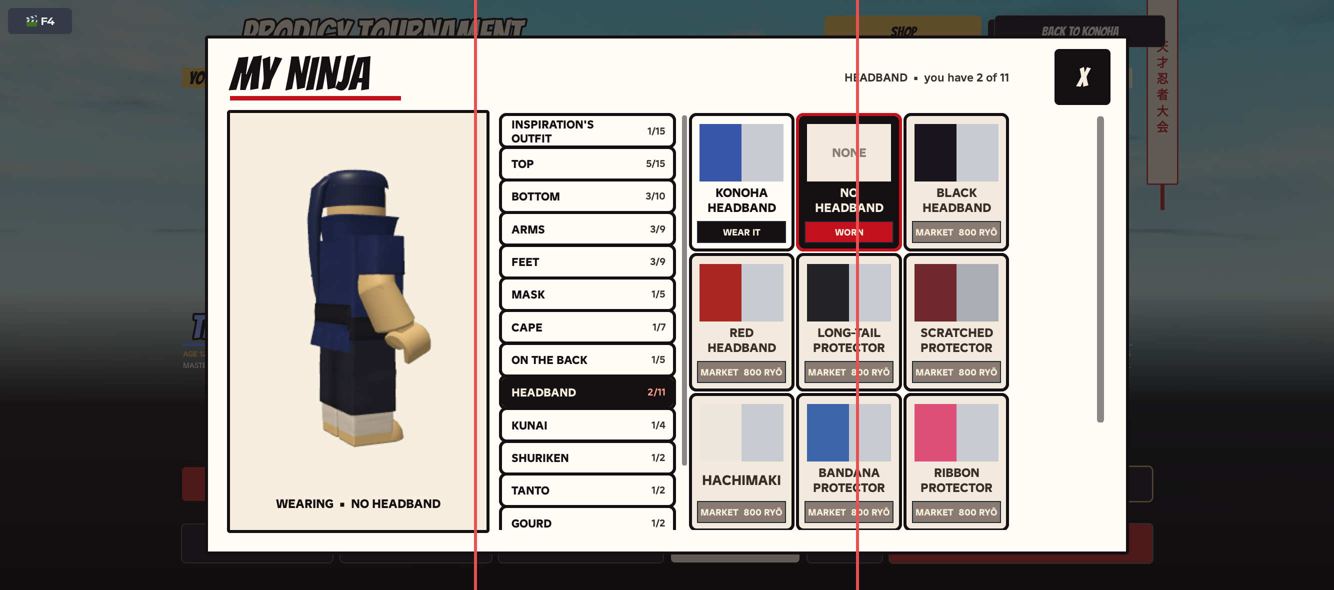 F4
PRODIGY TOURNAMENT
SHOP
BACK TO KONOHA
MY NINJA
HEADBAND ▪ you have 2 of 11
X
天才忍者大会
YO
INSPIRATION'S OUTFIT 1/15
TOP 5/15
BOTTOM 3/10
ARMS 3/9
FEET 3/9
MASK 1/5
CAPE 1/7
ON THE BACK 1/5
HEADBAND 2/11
KUNAI 1/4
SHURIKEN 1/2
TANTO 1/2
GOURD 1/2
WEARING ▪ NO HEADBAND
KONOHA HEADBAND
WEAR IT
NONE
NO HEADBAND
WORN
BLACK HEADBAND
MARKET 800 RYŌ
RED HEADBAND
MARKET 800 RYŌ
LONG-TAIL PROTECTOR
MARKET 800 RYŌ
SCRATCHED PROTECTOR
MARKET 800 RYŌ
HACHIMAKI
MARKET 800 RYŌ
BANDANA PROTECTOR
MARKET 800 RYŌ
RIBBON PROTECTOR
MARKET 800 RYŌ